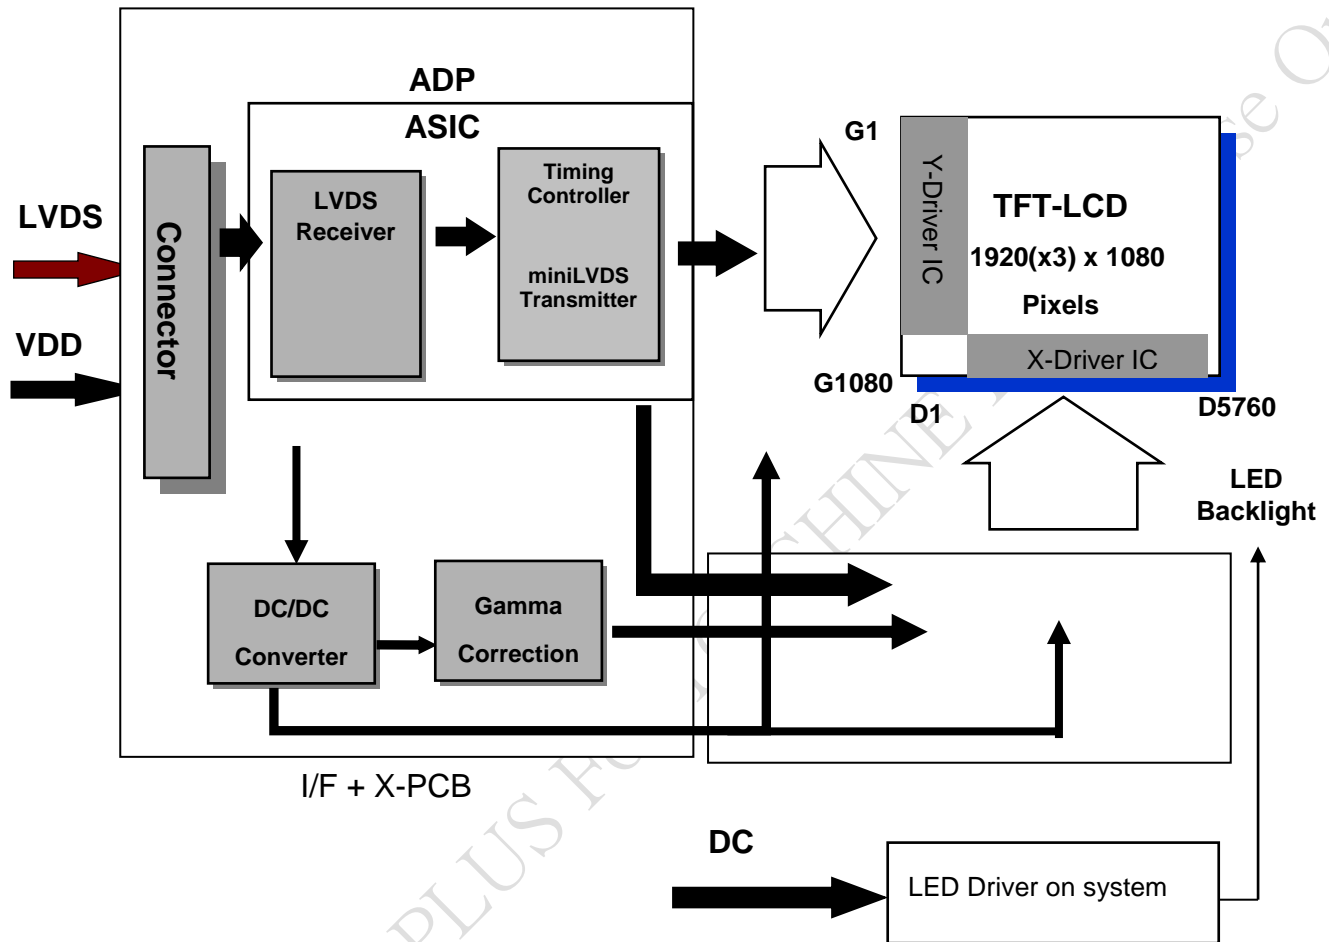 ADP
ASIC
LVDS
VDD
Connector
LVDS
Receiver
Timing
Controller
miniLVDS
Transmitter
G1
Y-Driver IC
TFT-LCD
1920(x3) x 1080
Pixels
X-Driver IC
G1080
D1
D5760
LED
Backlight
DC/DC
Converter
Gamma
Correction
I/F + X-PCB
DC
LED Driver on system
PLUS Fo